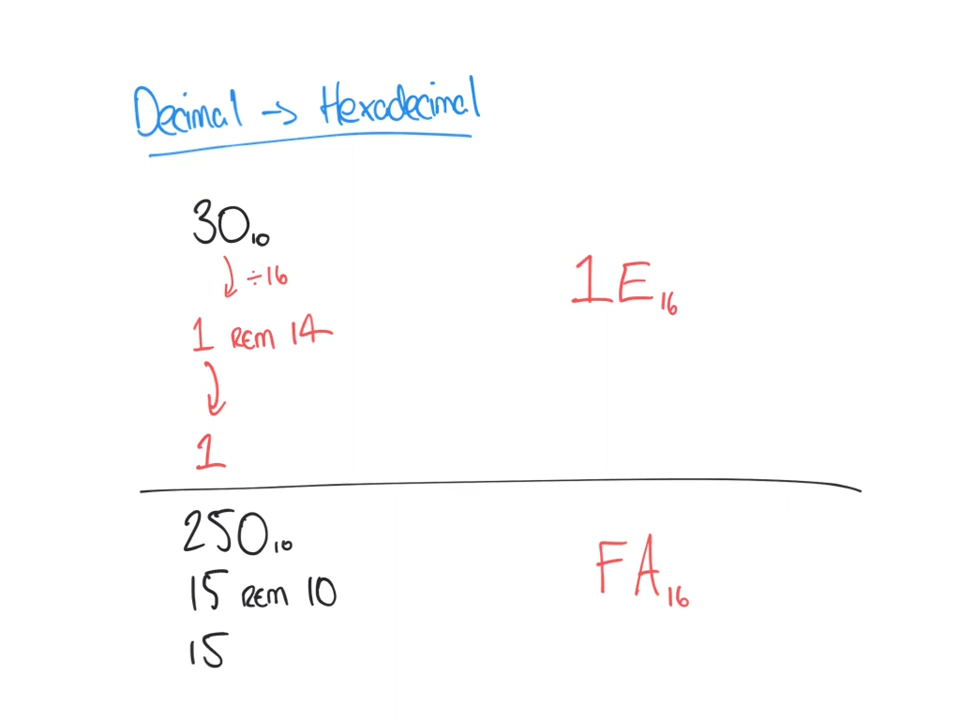 Decimal → Hexadecimal
30₁₀
÷16
1 REM 14
1
1E₁₆
250₁₀
15 REM 10
15
FA₁₆